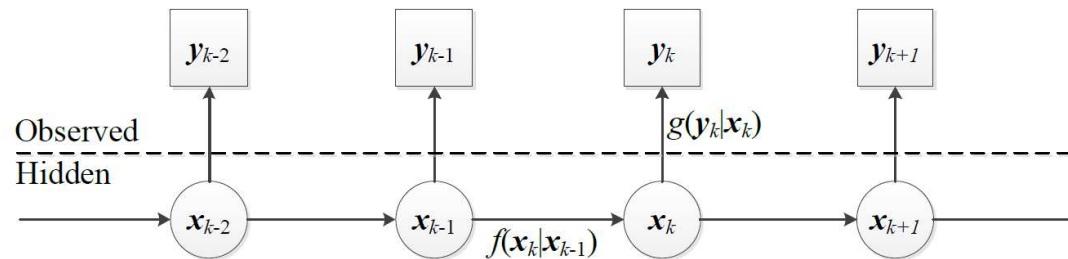 y_{k-2} y_{k-1} y_k y_{k+1}
g(y_k|x_k)
Observed
Hidden
x_{k-2} x_{k-1} x_k x_{k+1}
f(x_k|x_{k-1})